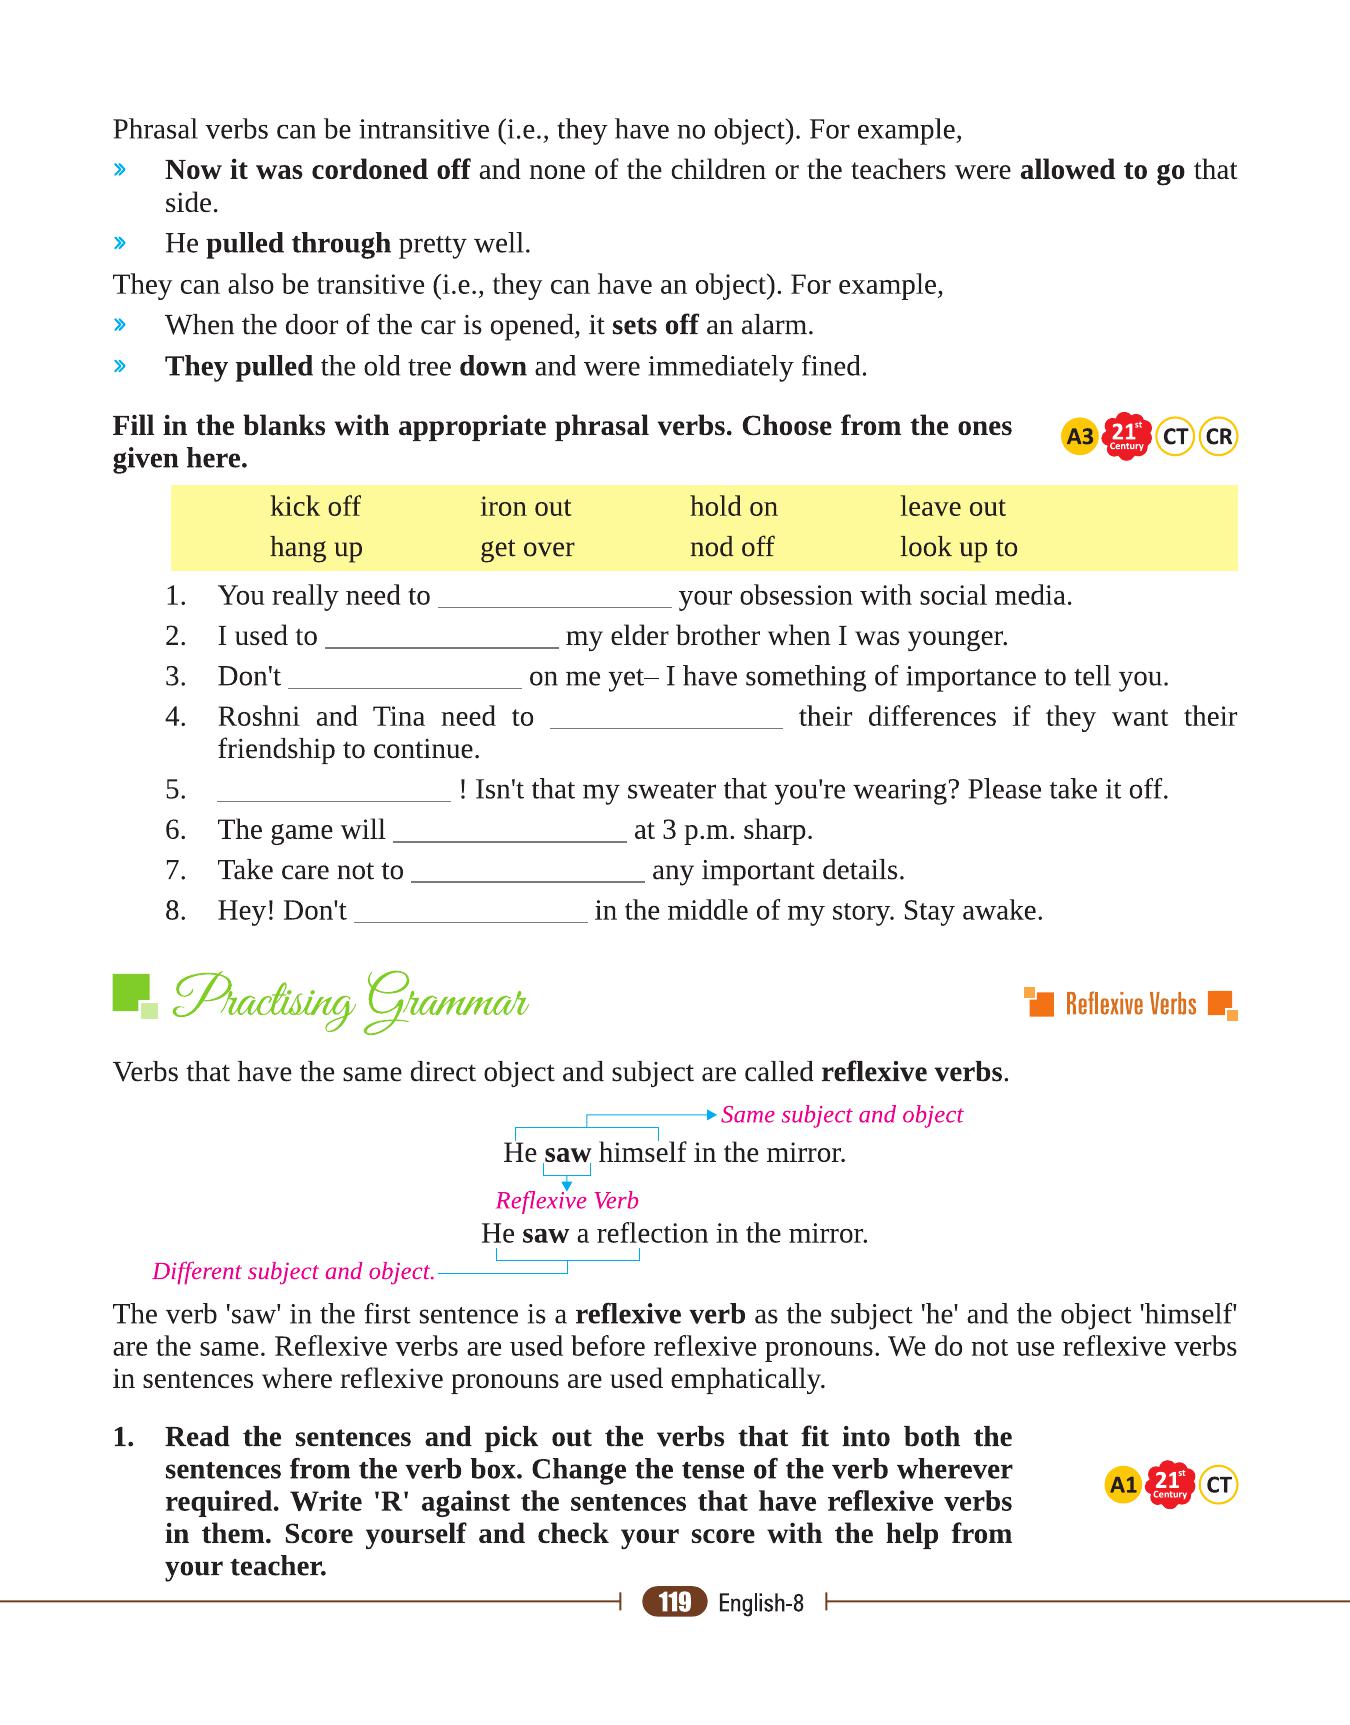 Phrasal verbs can be intransitive (i.e., they have no object). For example,
» Now it was cordoned off and none of the children or the teachers were allowed to go that
side.
» He pulled through pretty well.
They can also be transitive (i.e., they can have an object). For example,
» When the door of the car is opened, it sets off an alarm.
» They pulled the old tree down and were immediately fined.
Fill in the blanks with appropriate phrasal verbs. Choose from the ones
given here.
A3 21st Century CT CR
kick off iron out hold on leave out
hang up get over nod off look up to
1. You really need to ________________ your obsession with social media.
2. I used to ________________ my elder brother when I was younger.
3. Don't ________________ on me yet– I have something of importance to tell you.
4. Roshni and Tina need to ________________ their differences if they want their
friendship to continue.
5. ________________ ! Isn't that my sweater that you're wearing? Please take it off.
6. The game will ________________ at 3 p.m. sharp.
7. Take care not to ________________ any important details.
8. Hey! Don't ________________ in the middle of my story. Stay awake.
Practising Grammar
Reflexive Verbs
Verbs that have the same direct object and subject are called reflexive verbs.
Same subject and object
He saw himself in the mirror.
Reflexive Verb
He saw a reflection in the mirror.
Different subject and object.
The verb 'saw' in the first sentence is a reflexive verb as the subject 'he' and the object 'himself'
are the same. Reflexive verbs are used before reflexive pronouns. We do not use reflexive verbs
in sentences where reflexive pronouns are used emphatically.
1. Read the sentences and pick out the verbs that fit into both the
sentences from the verb box. Change the tense of the verb wherever
required. Write 'R' against the sentences that have reflexive verbs
in them. Score yourself and check your score with the help from
your teacher.
A1 21st Century CT
119 English-8